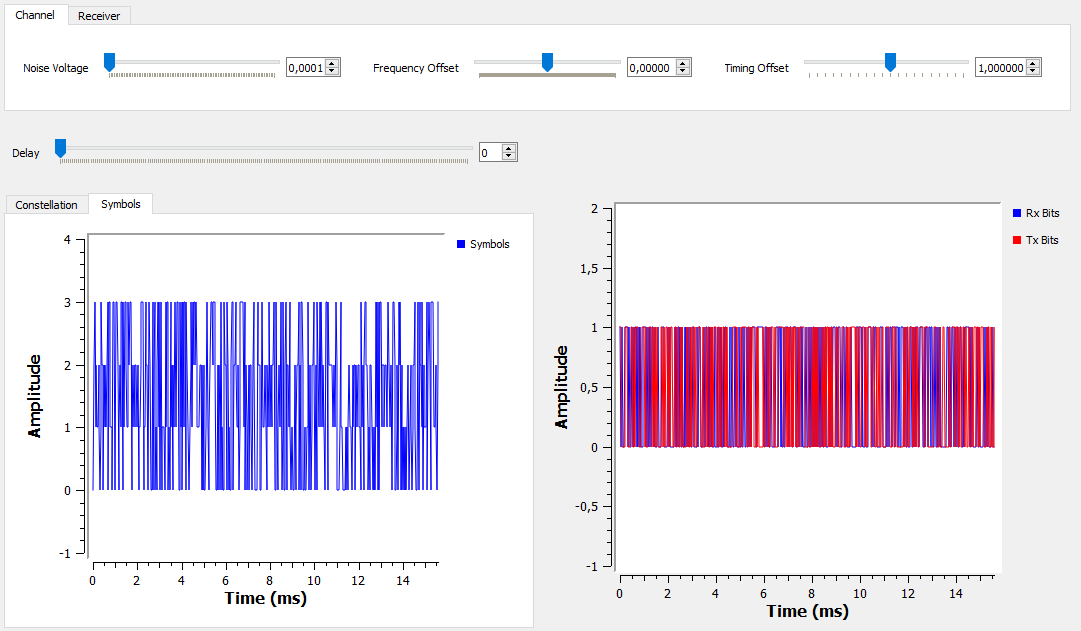 Channel Receiver
Noise Voltage 0,0001 Frequency Offset 0,00000 Timing Offset 1,000000
Delay 0
Constellation Symbols
4
3
2
1
0
-1
Amplitude
0 2 4 6 8 10 12 14
Time (ms)
Symbols
2
1,5
1
0,5
0
-0,5
-1
Amplitude
0 2 4 6 8 10 12 14
Time (ms)
Rx Bits
Tx Bits